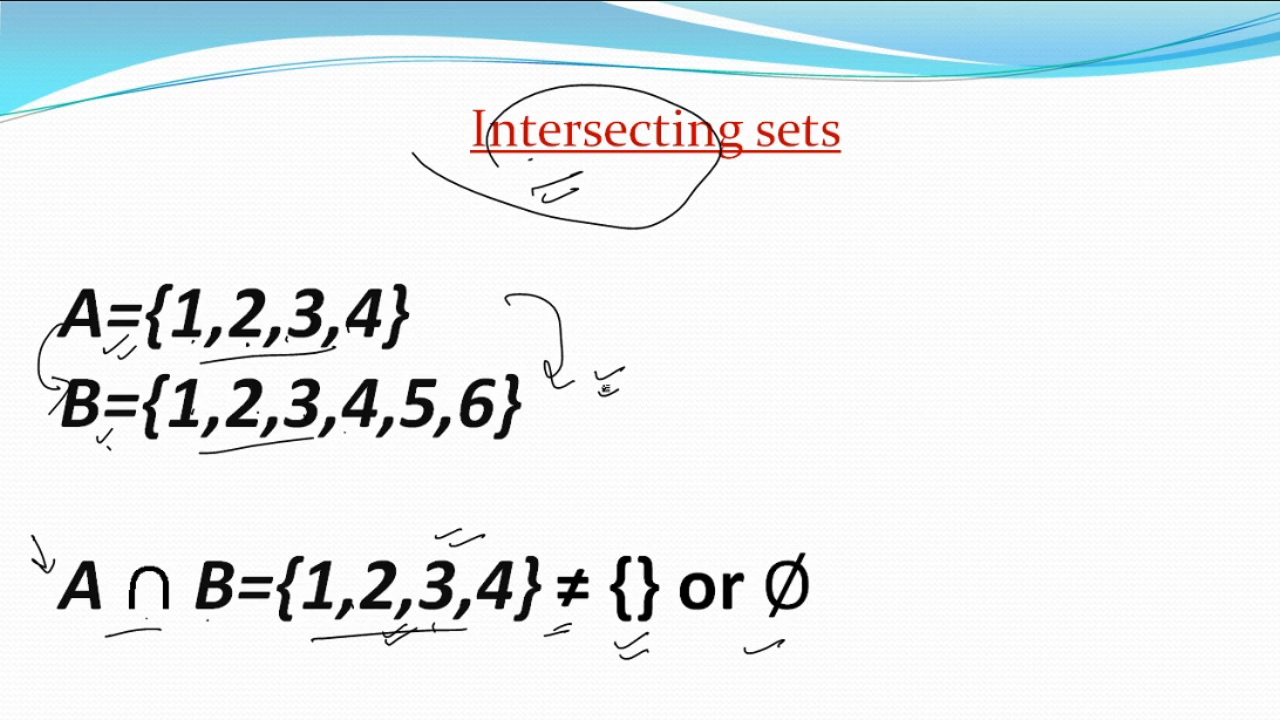 Intersecting sets
A={1,2,3,4}
B={1,2,3,4,5,6}
A ∩ B={1,2,3,4} ≠ {} or Ø